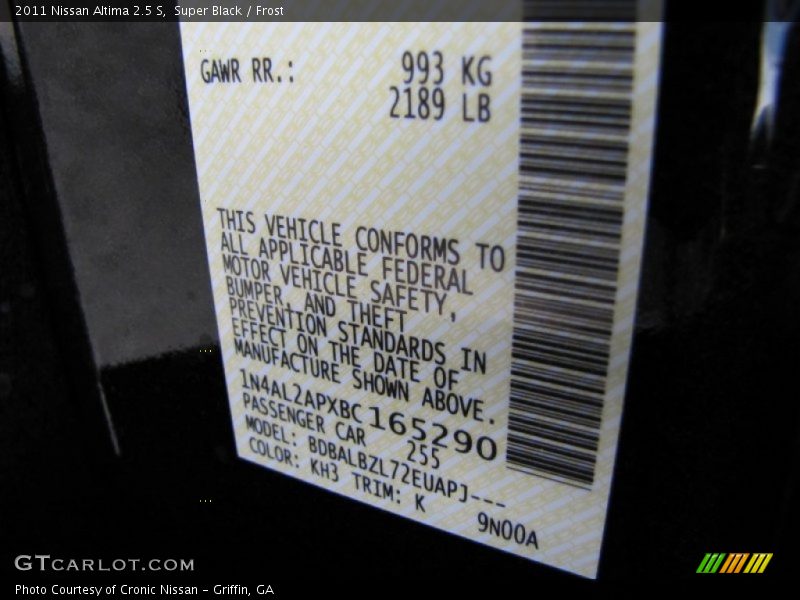 2011 Nissan Altima 2.5 S, Super Black / Frost
GAWR RR.: 993 KG
2189 LB
THIS VEHICLE CONFORMS TO
ALL APPLICABLE FEDERAL
MOTOR VEHICLE SAFETY,
BUMPER, AND THEFT
PREVENTION STANDARDS IN
EFFECT ON THE DATE OF
MANUFACTURE SHOWN ABOVE.
1N4AL2APXBC165290
PASSENGER CAR 255
MODEL: BDBALBZL72EUAPJ---
COLOR: KH3 TRIM: K 9N00A
GTCARLOT.COM
Photo Courtesy of Cronic Nissan – Griffin, GA